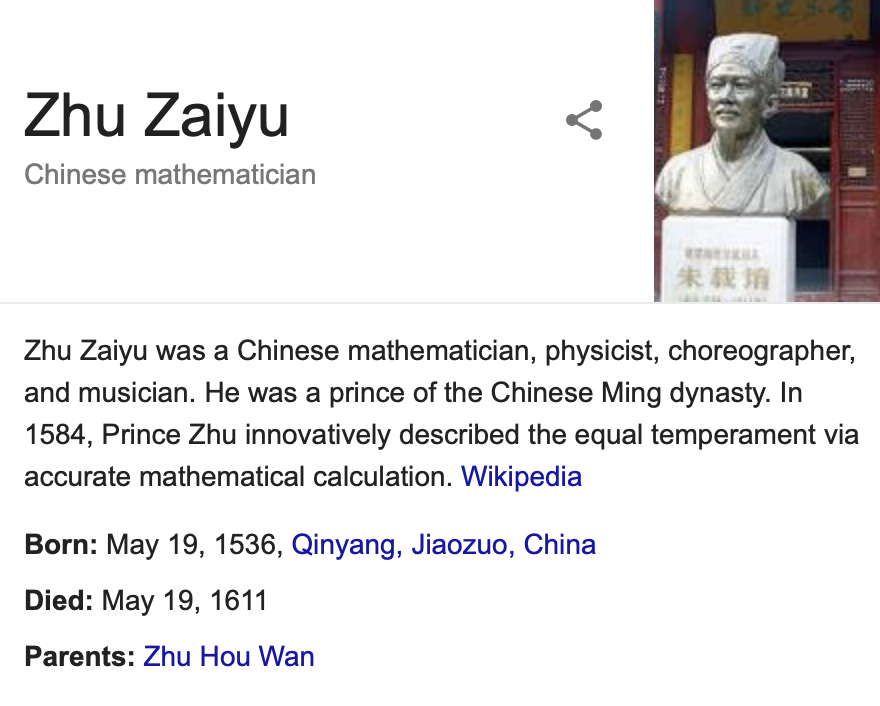 Zhu Zaiyu
Chinese mathematician
朱载堉
Zhu Zaiyu was a Chinese mathematician, physicist, choreographer,
and musician. He was a prince of the Chinese Ming dynasty. In
1584, Prince Zhu innovatively described the equal temperament via
accurate mathematical calculation. Wikipedia
Born: May 19, 1536, Qinyang, Jiaozuo, China
Died: May 19, 1611
Parents: Zhu Hou Wan